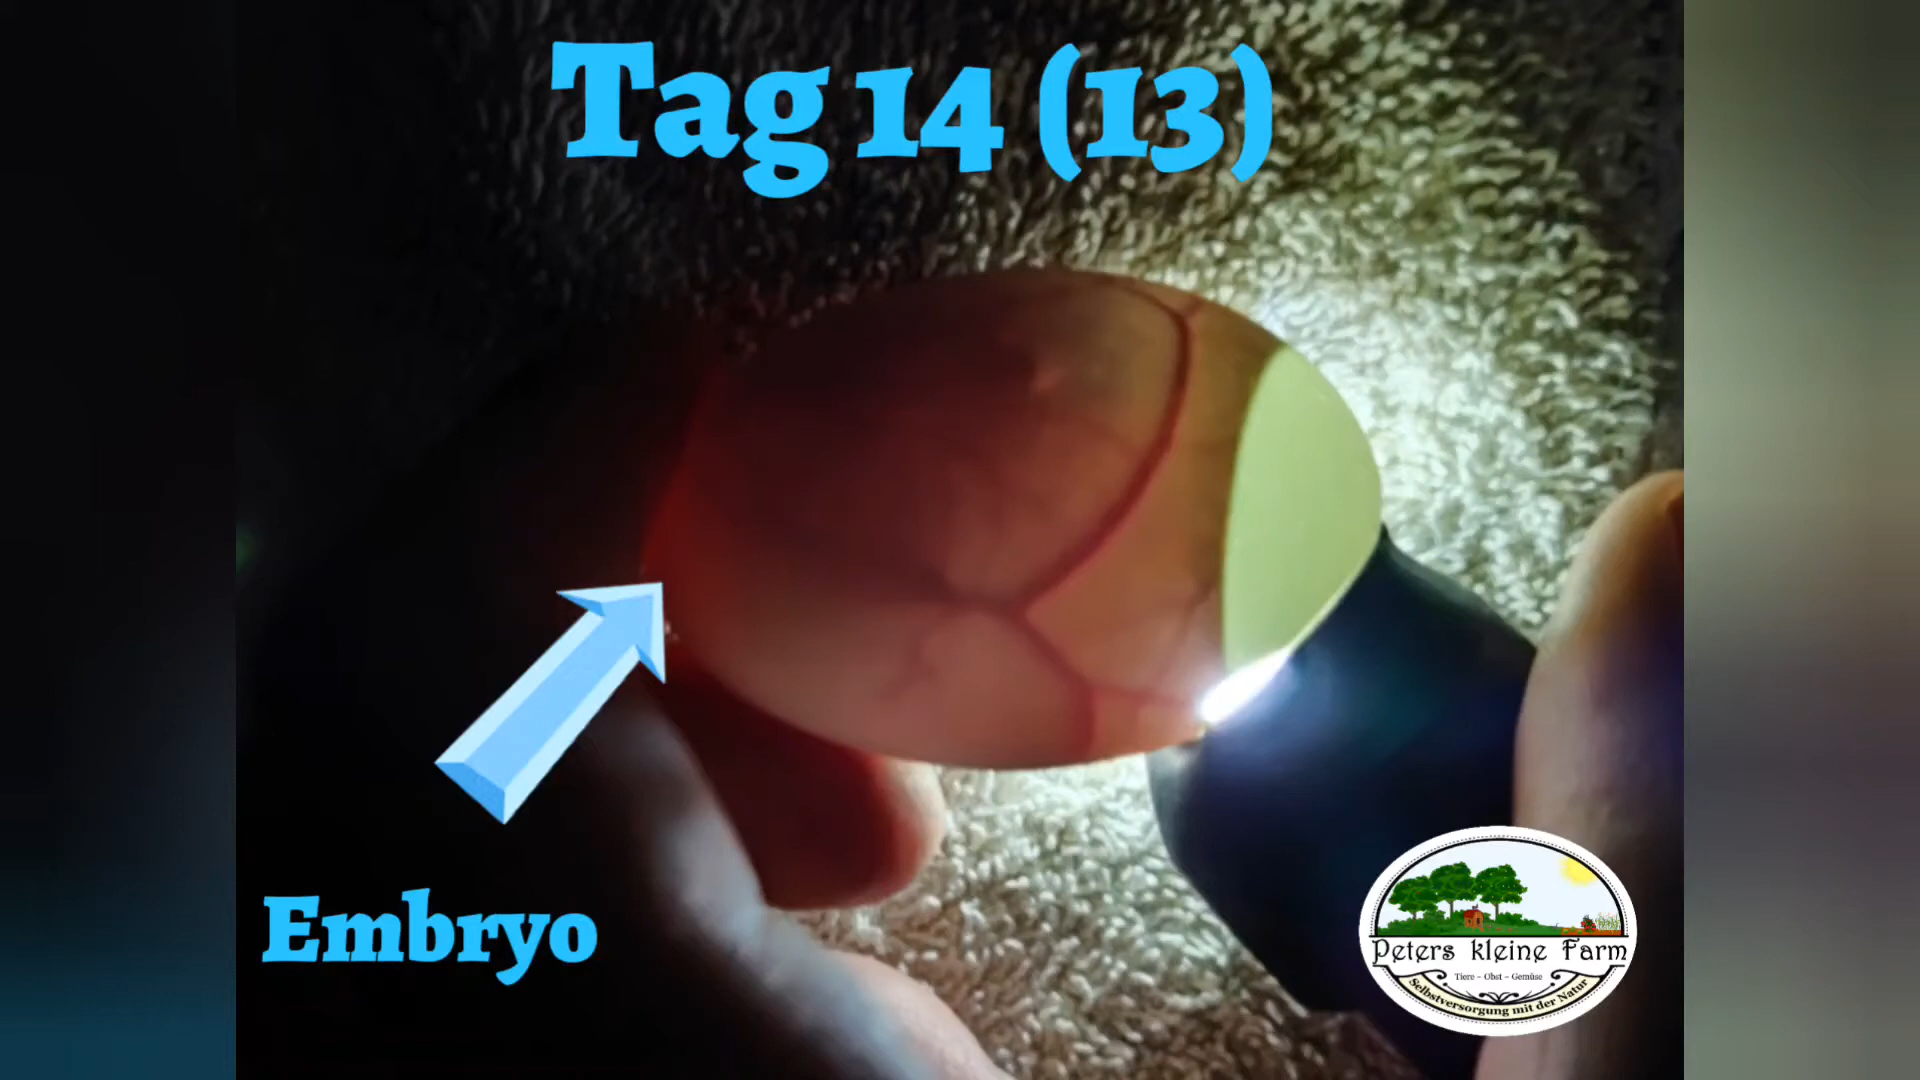 Tag 14 (13)
Embryo
Peters kleine Farm
Tiere - Obst - Gemüse
Selbstversorgung mit der Natur